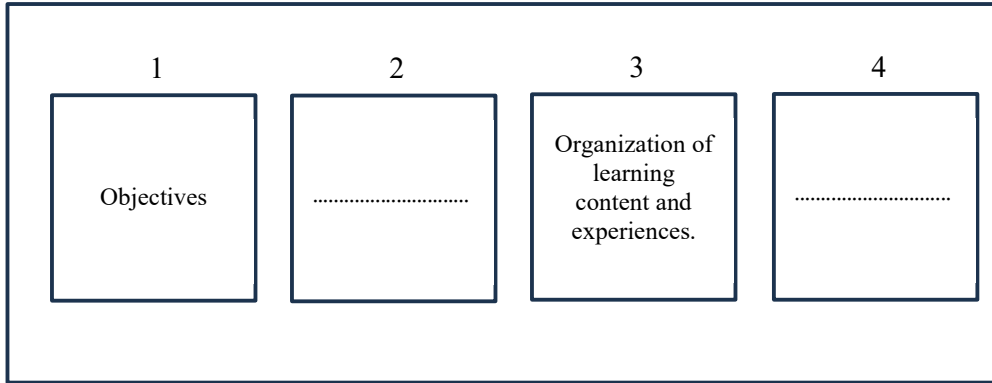 1 2 3 4
Objectives
..............................
Organization of
learning
content and
experiences.
..............................